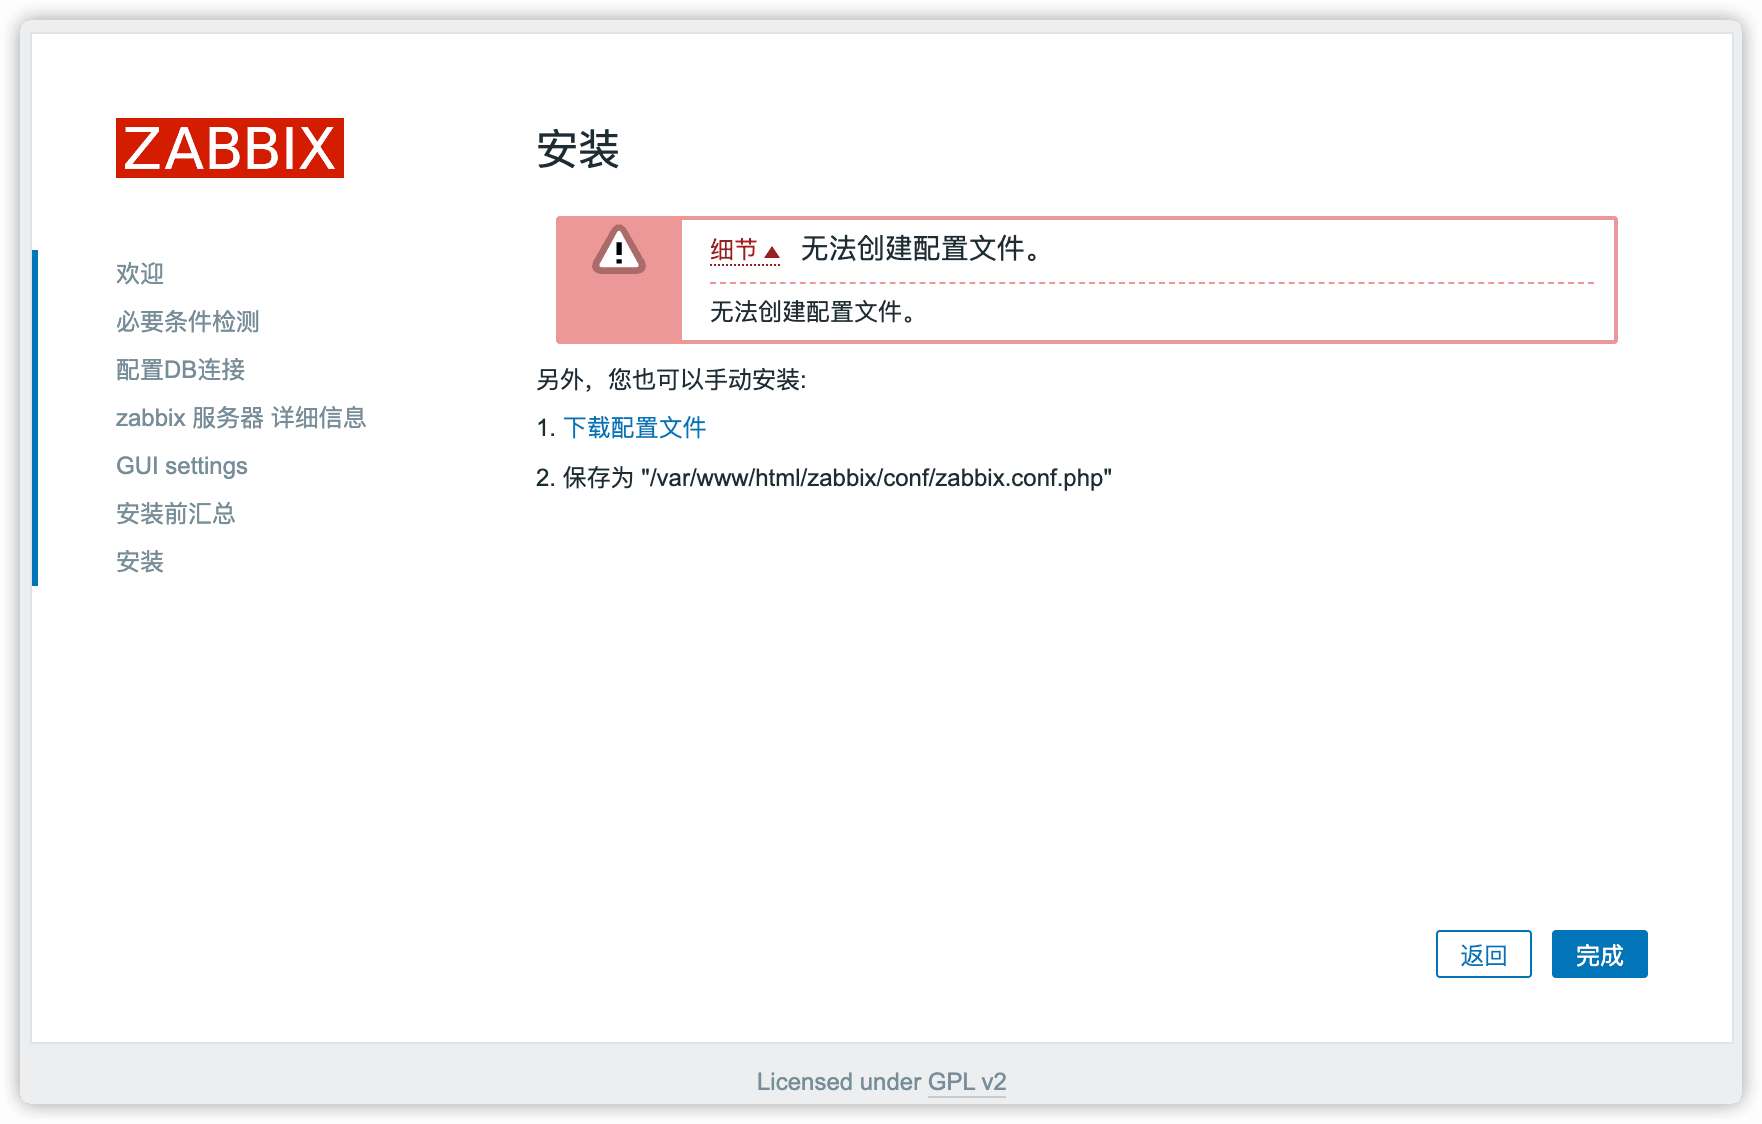 ZABBIX
欢迎
必要条件检测
配置DB连接
zabbix 服务器 详细信息
GUI settings
安装前汇总
安装
安装
细节 无法创建配置文件。
无法创建配置文件。
另外，您也可以手动安装:
1. 下载配置文件
2. 保存为 "/var/www/html/zabbix/conf/zabbix.conf.php"
返回 完成
Licensed under GPL v2